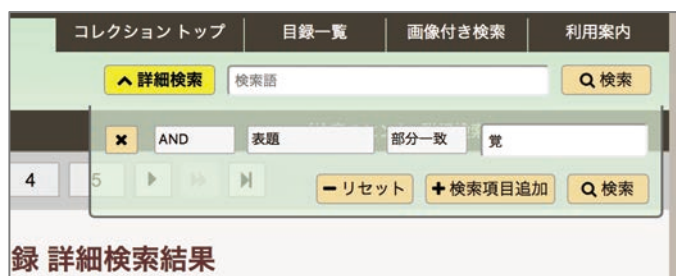 コレクション トップ 目録一覧 画像付き検索 利用案内
詳細検索 検索語 検索
AND 表題 部分一致 覚
4 5
リセット 検索項目追加 検索
録 詳細検索結果